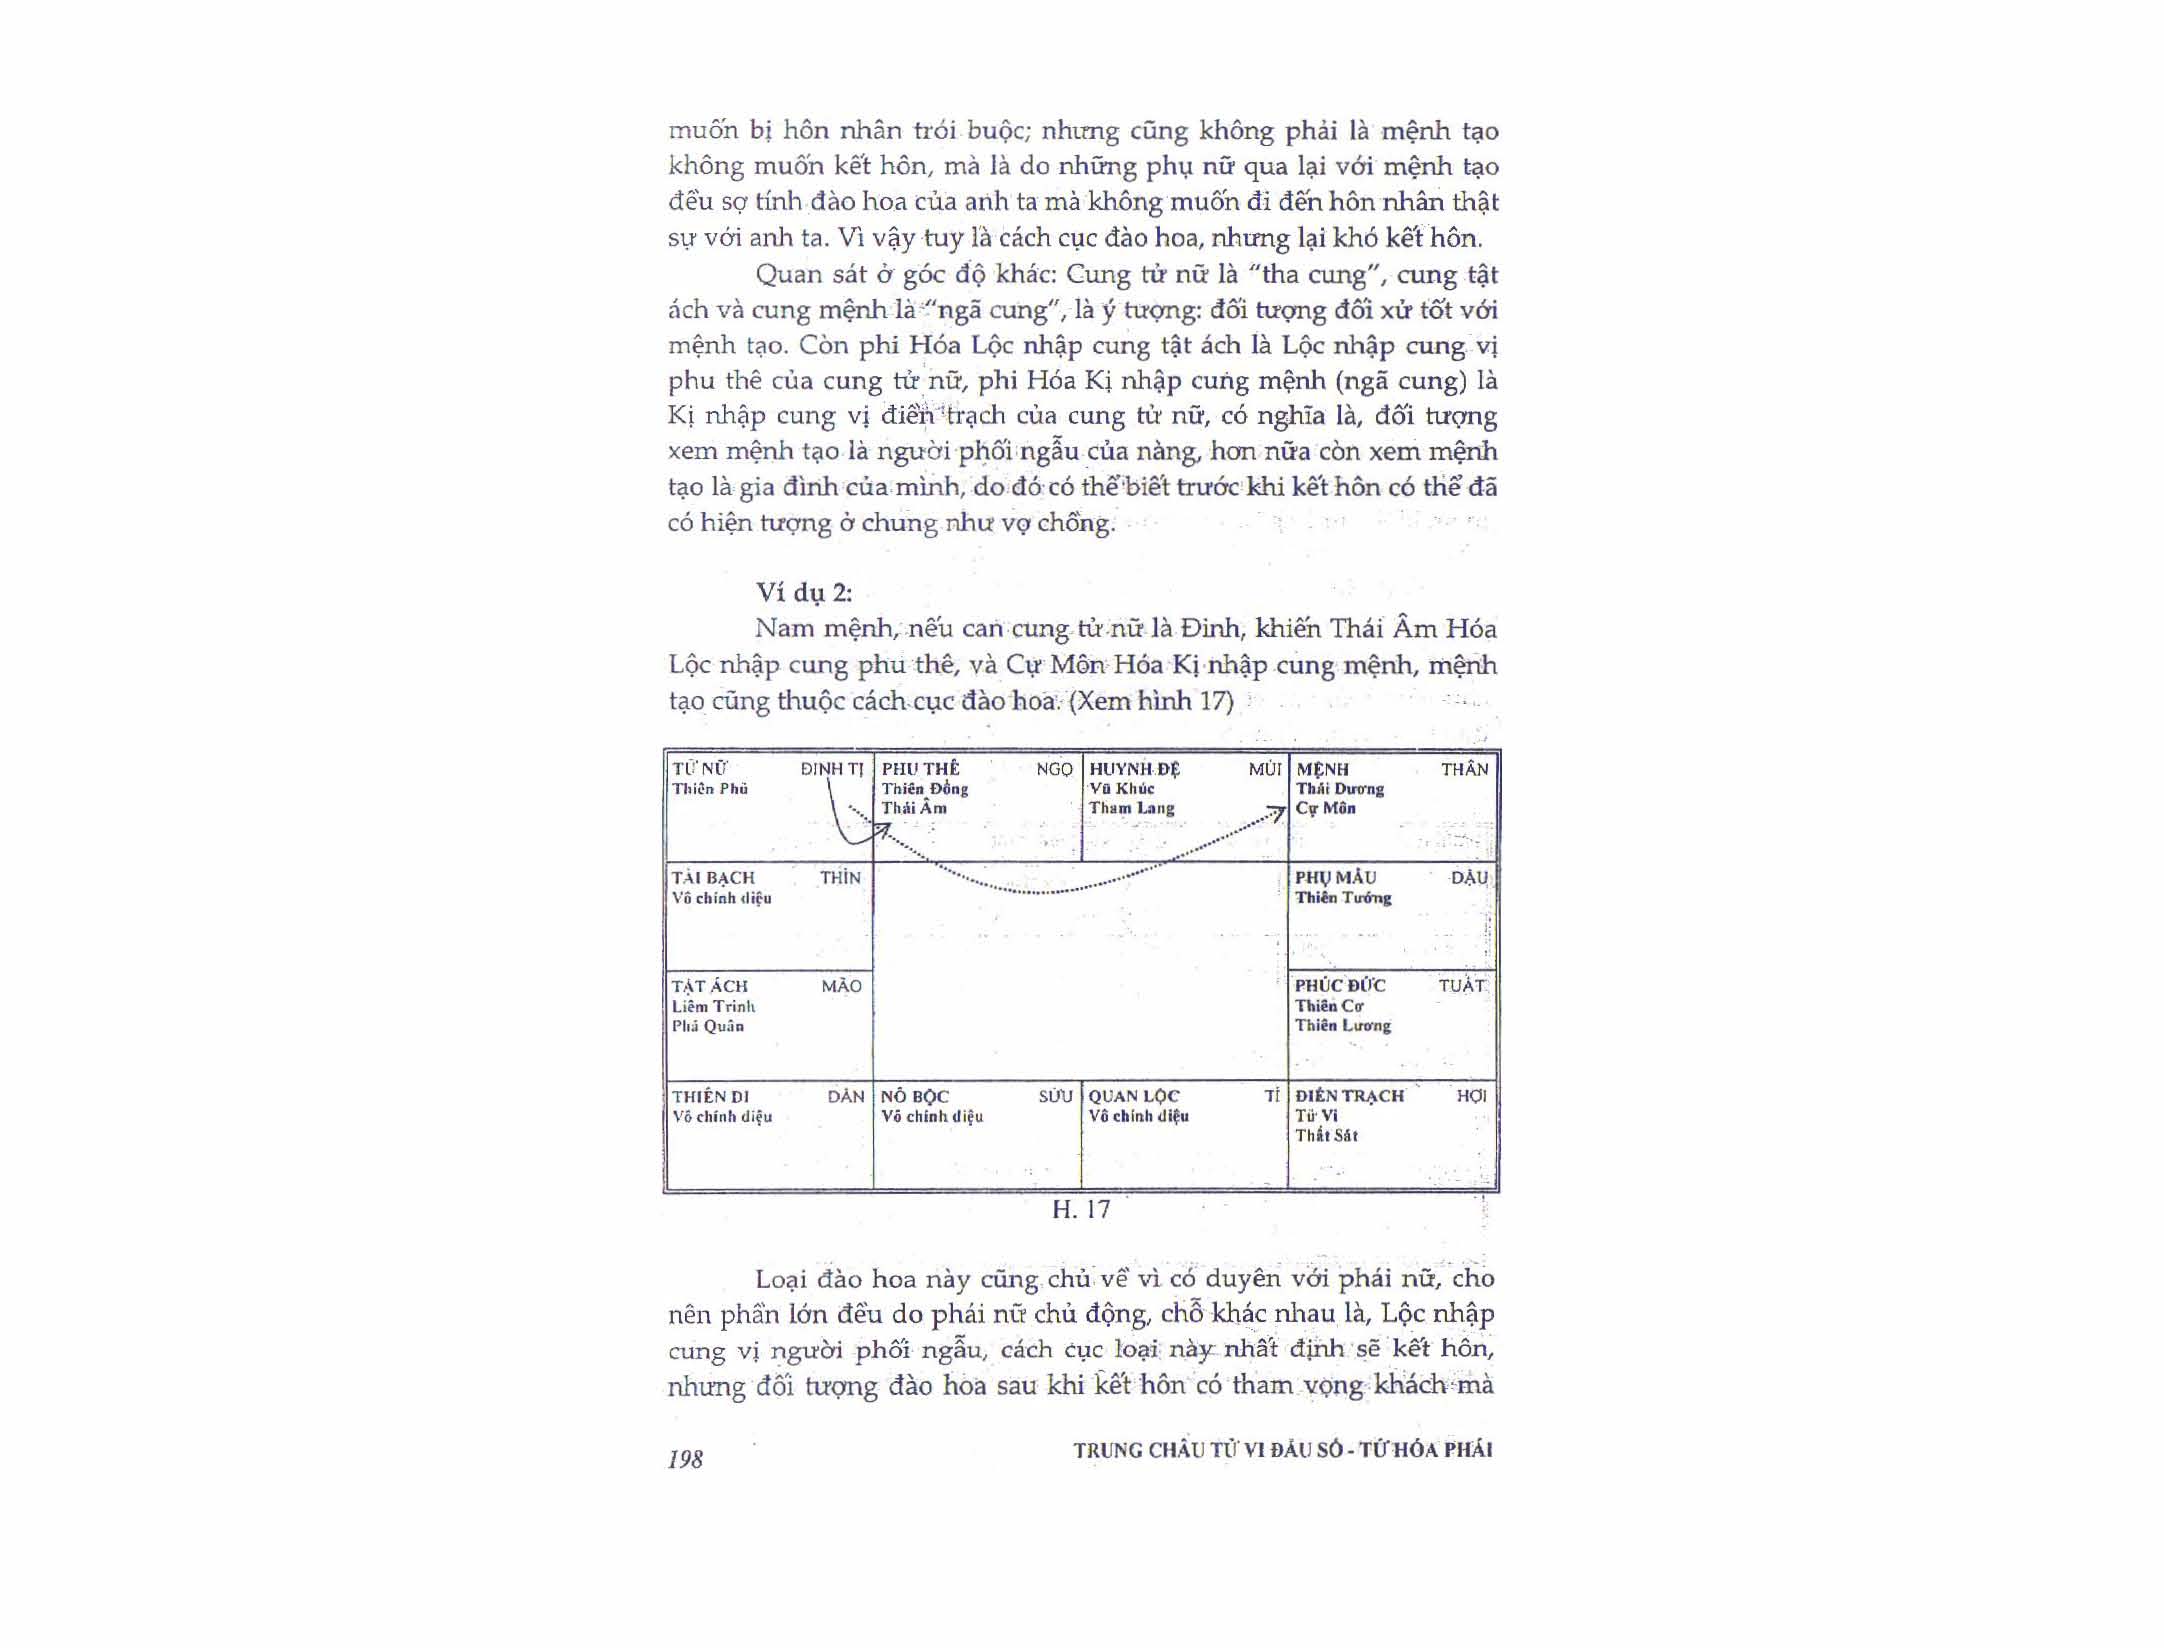 muốn bị hôn nhân trói buộc; nhưng cũng không phải là mệnh tạo
không muốn kết hôn, mà là do những phụ nữ qua lại với mệnh tạo
đều sợ tính đào hoa của anh ta mà không muốn đi đến hôn nhân thật
sự với anh ta. Vì vậy tuy là cách cục đào hoa, nhưng lại khó kết hôn.
Quan sát ở góc độ khác: Cung tử nữ là "tha cung", cung tật
ách và cung mệnh là "ngã cung", là ý tượng: đối tượng đối xử tốt với
mệnh tạo. Còn phi Hóa Lộc nhập cung tật ách là Lộc nhập cung vị
phu thê của cung tử nữ, phi Hóa Kị nhập cung mệnh (ngã cung) là
Kị nhập cung vị điền trạch của cung tử nữ, có nghĩa là, đối tượng
xem mệnh tạo là người phối ngẫu của nàng, hơn nữa còn xem mệnh
tạo là gia đình của mình, do đó có thể biết trước khi kết hôn có thể đã
có hiện tượng ở chung như vợ chồng.
Ví dụ 2:
Nam mệnh, nếu can cung tử nữ là Đinh, khiến Thái Âm Hóa
Lộc nhập cung phu thê, và Cự Môn Hóa Kị nhập cung mệnh, mệnh
tạo cũng thuộc cách cục đào hoa. (Xem hình 17)
TỬ NỮ ĐINH TỊ PHU THÊ NGỌ HUYNH ĐỆ MÙI MỆNH THÂN
Thiên Phủ Thiên Đồng Vũ Khúc Thái Dương
Thái Âm Tham Lang Cự Môn
TÀI BẠCH THÌN PHỤ MẪU DẬU
Vô chính diệu Thiên Tướng
TẬT ÁCH MÃO PHÚC ĐỨC TUẤT
Liêm Trinh Thiên Cơ
Phá Quân Thiên Lương
THIÊN DI DẦN NÔ BỘC SỬU QUAN LỘC TÍ ĐIỀN TRẠCH HỢI
Vô chính diệu Vô chính diệu Vô chính diệu Tử Vi
Thất Sát
H. 17
Loại đào hoa này cũng chủ về vì có duyên với phái nữ, cho
nên phần lớn đều do phái nữ chủ động, chỗ khác nhau là, Lộc nhập
cung vị người phối ngẫu, cách cục loại này nhất định sẽ kết hôn,
nhưng đối tượng đào hoa sau khi kết hôn có tham vọng khách mà
198 TRUNG CHÂU TỬ VI ĐẨU SỐ - TỨ HÓA PHÁI